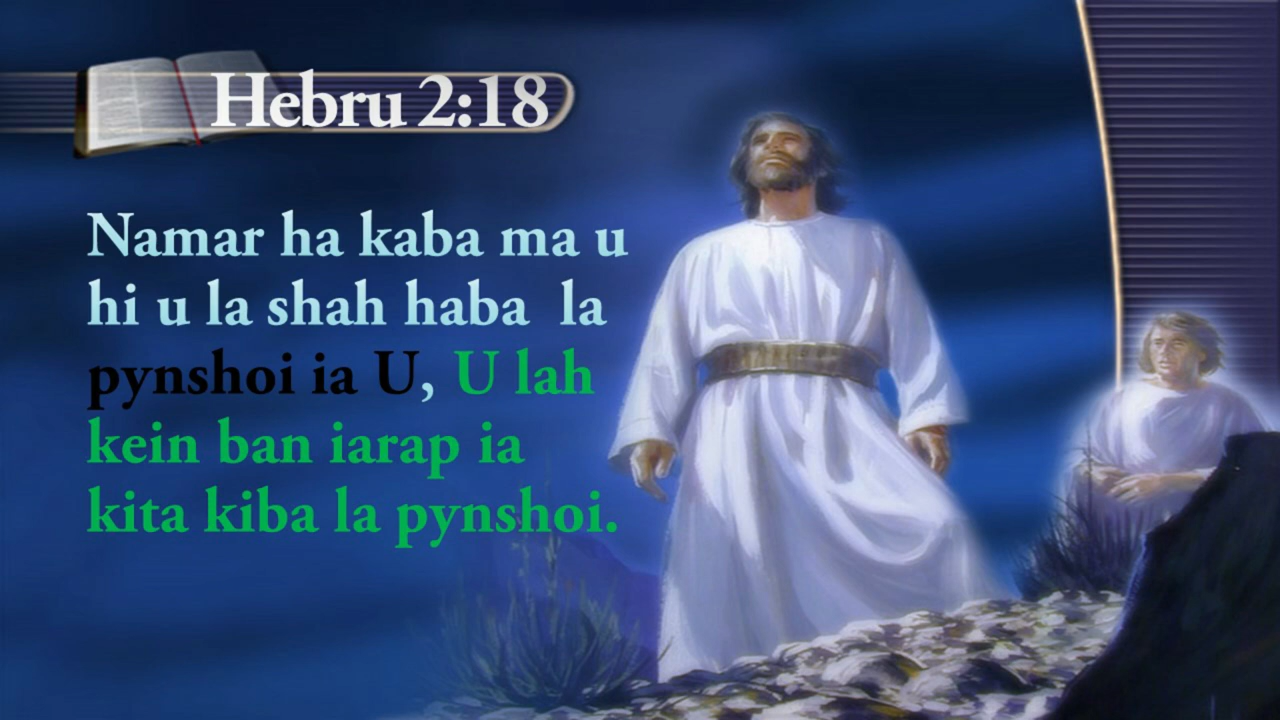 Hebru 2:18
Namar ha kaba ma u
hi u la shah haba  la
pynshoi ia U, U lah
kein ban iarap ia
kita kiba la pynshoi.